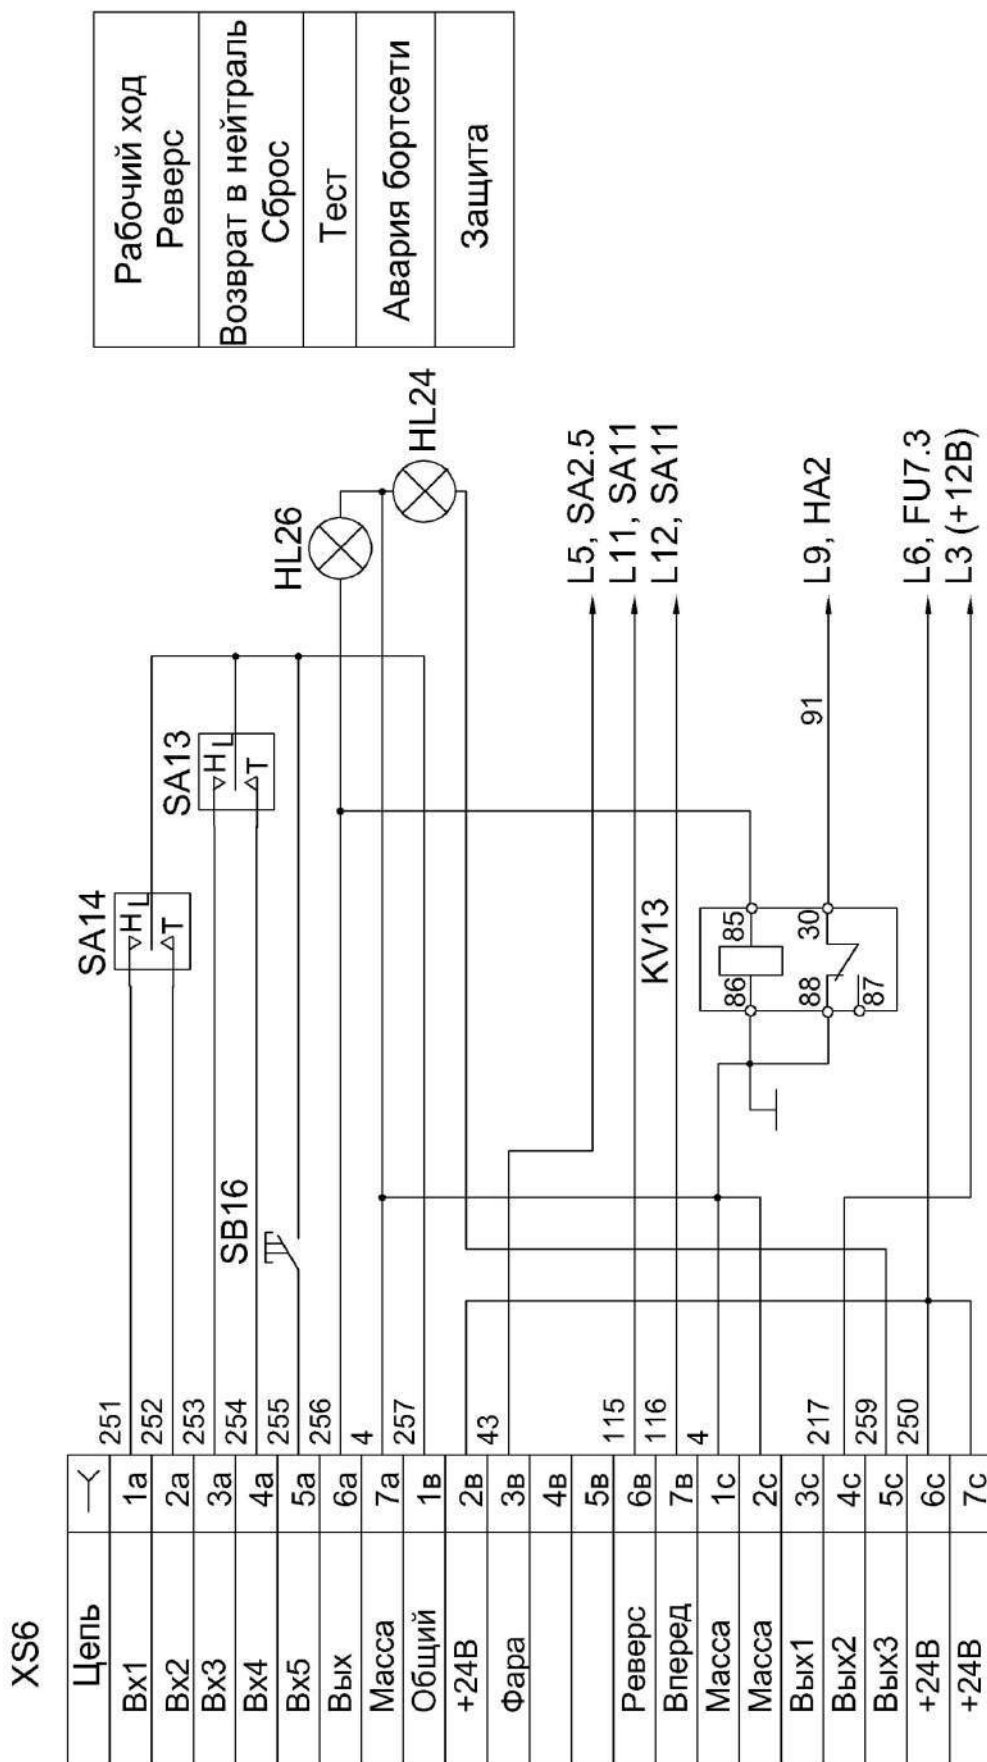 XS6
Цепь
Вх1 1а 251
Вх2 2а 252
Вх3 3а 253
Вх4 4а 254
Вх5 5а 255
Вых 6а 256
Масса 7а 4
Общий 1в 257
+24В 2в
Фара 3в 43
4в
5в
Реверс 6в 115
Вперед 7в 116
Масса 1с 4
Масса 2с
Вых1 3с
Вых2 4с 217
Вых3 5с 259
+24В 6с 250
+24В 7с
SB16
SA14
H L
T
SA13
H L
T
HL26
HL24
KV13
86 85
88 30
87
91
L5, SA2.5
L11, SA11
L12, SA11
L9, HA2
L6, FU7.3
L3 (+12В)
Рабочий ход
Реверс
Возврат в нейтраль
Сброс
Тест
Авария бортсети
Защита